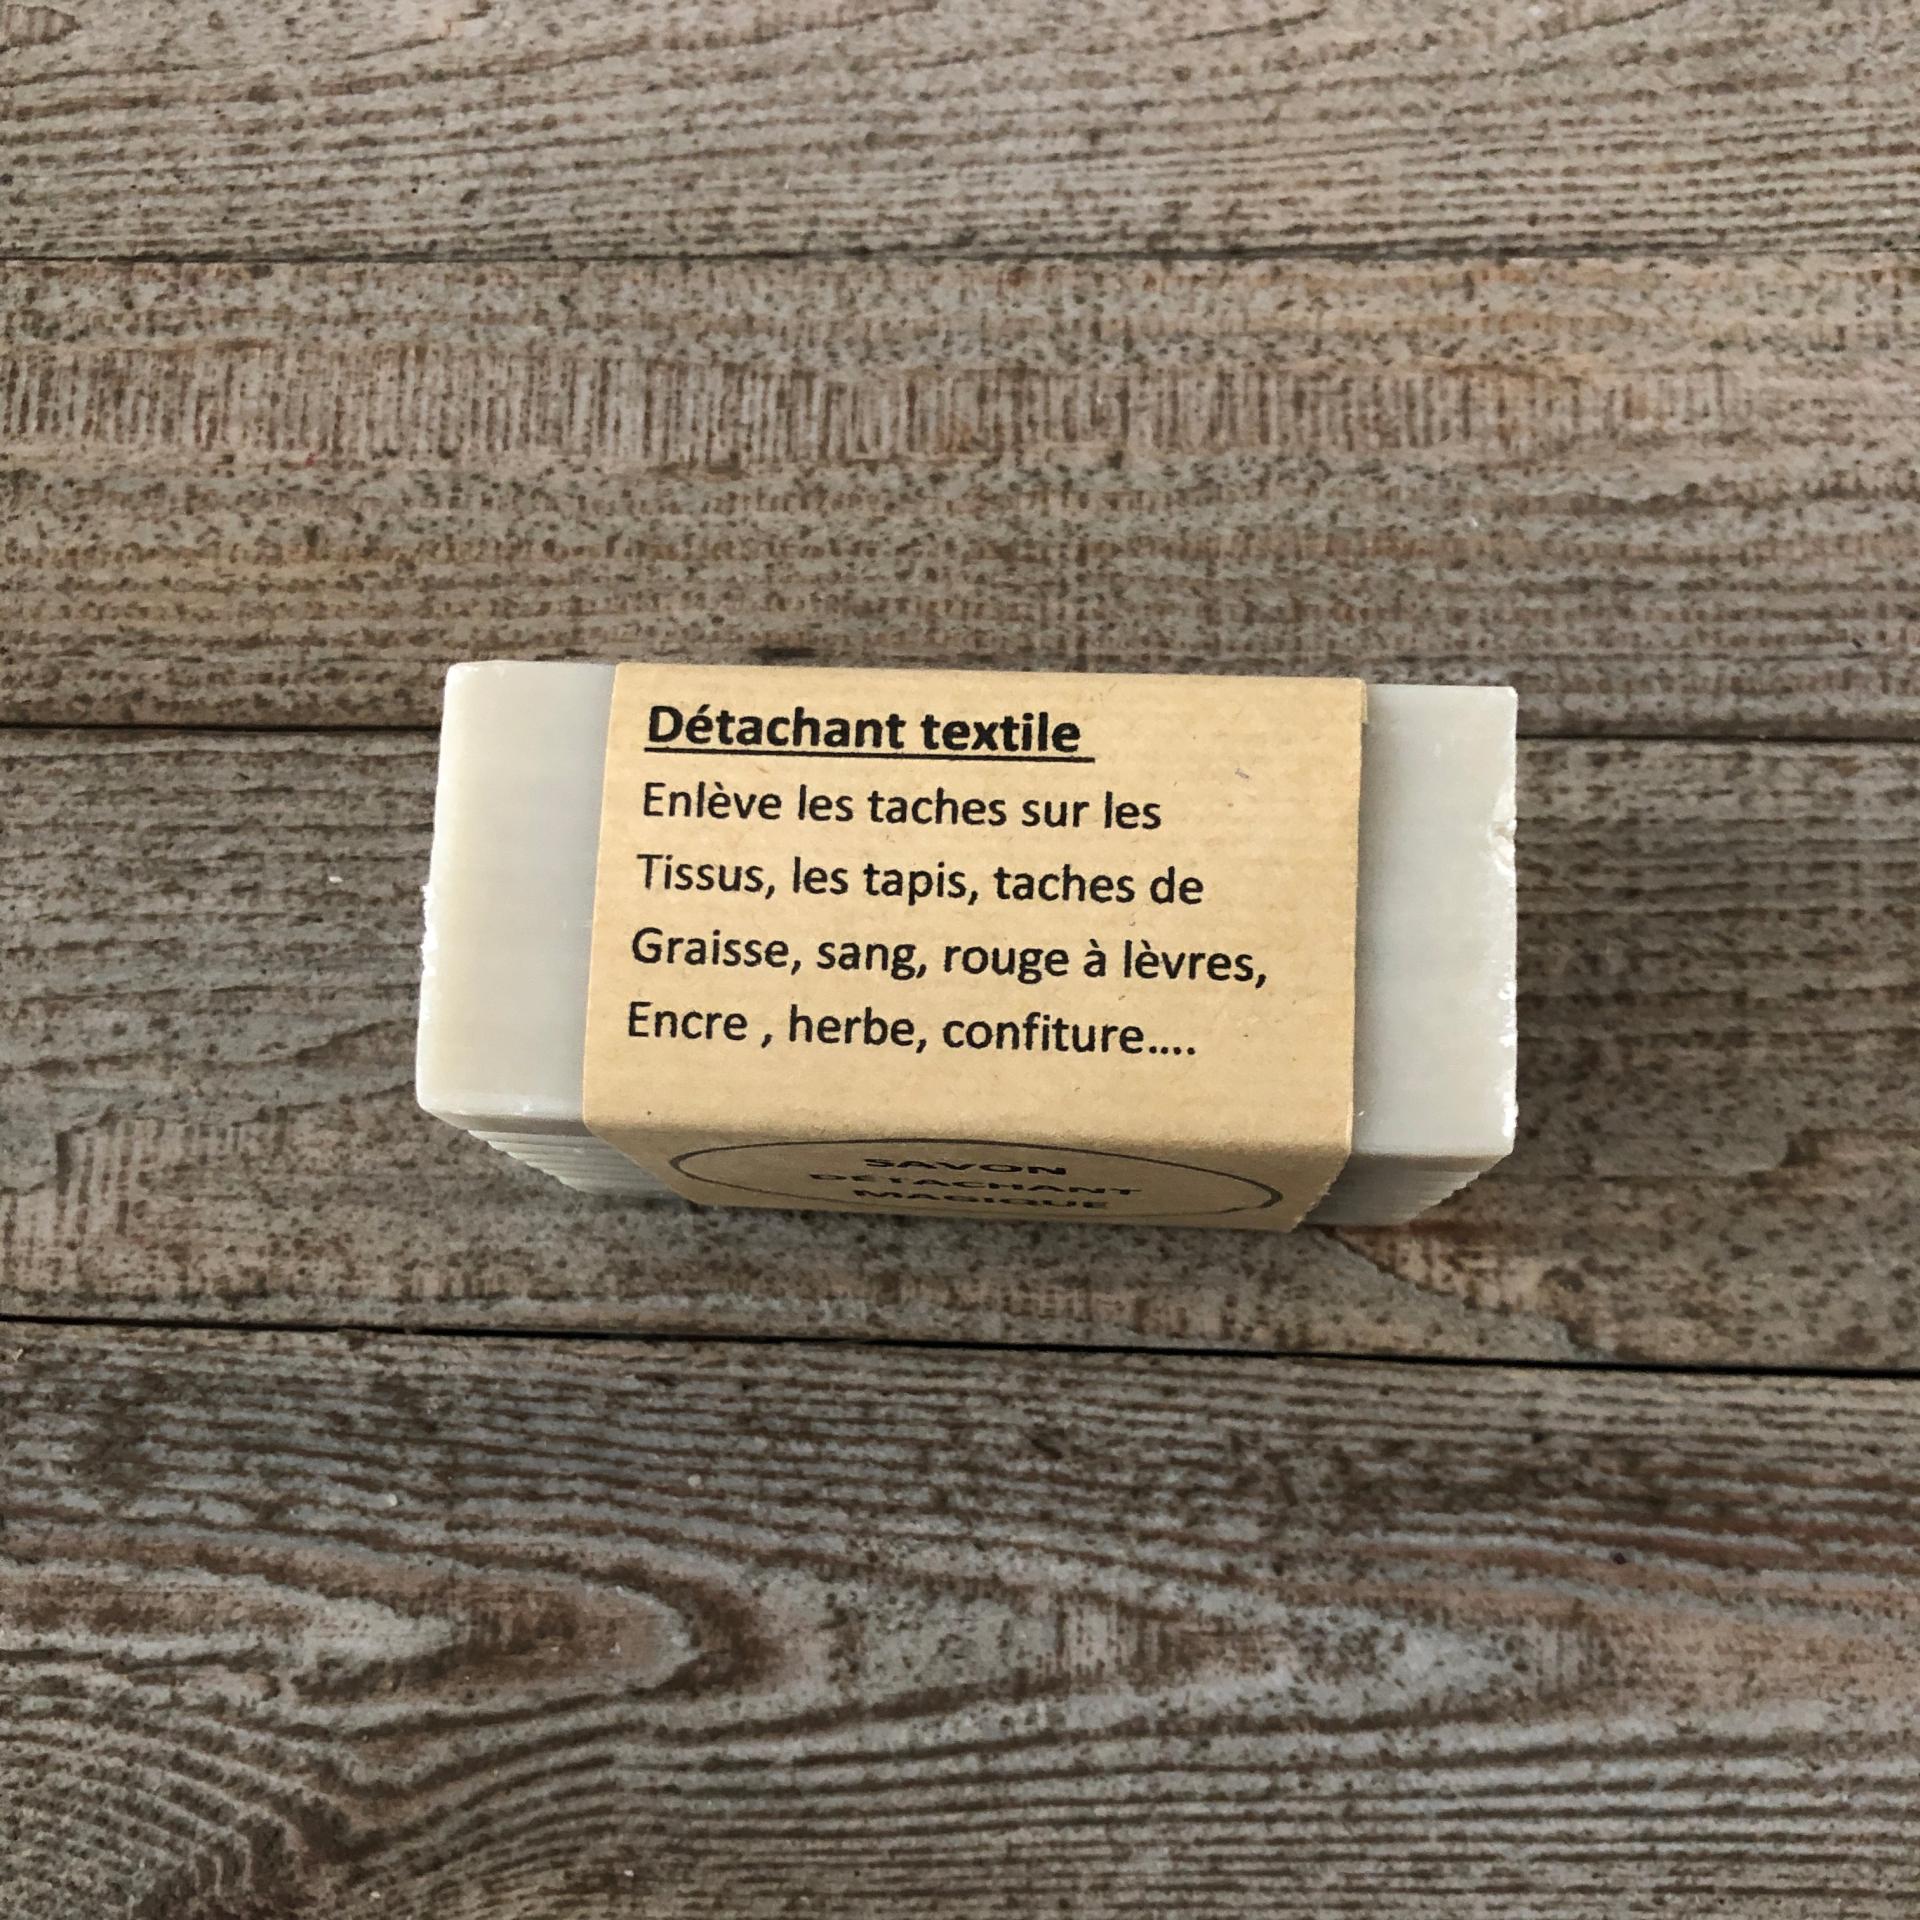 Détachant textile
Enlève les taches sur les
Tissus, les tapis, taches de
Graisse, sang, rouge à lèvres,
Encre , herbe, confiture....
SAVON
DÉTACHANT
MAGIQUE